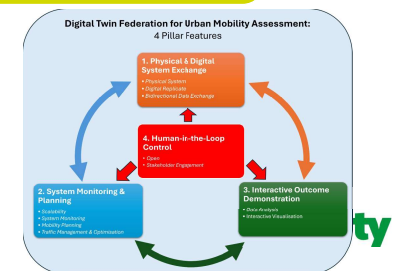 Digital Twin Federation for Urban Mobility Assessment:
4 Pillar Features
1. Physical & Digital
System Exchange
• Physical System
• Digital Replicate
• Bidirectional Data Exchange
4. Human-in-the-Loop
Control
• Open
• Stakeholder Engagement
2. System Monitoring &
Planning
• Scalability
• System Monitoring
• Mobility Planning
• Traffic Management & Optimization
3. Interactive Outcome
Demonstration
• Data Analysis
• Interactive Visualisation
ty